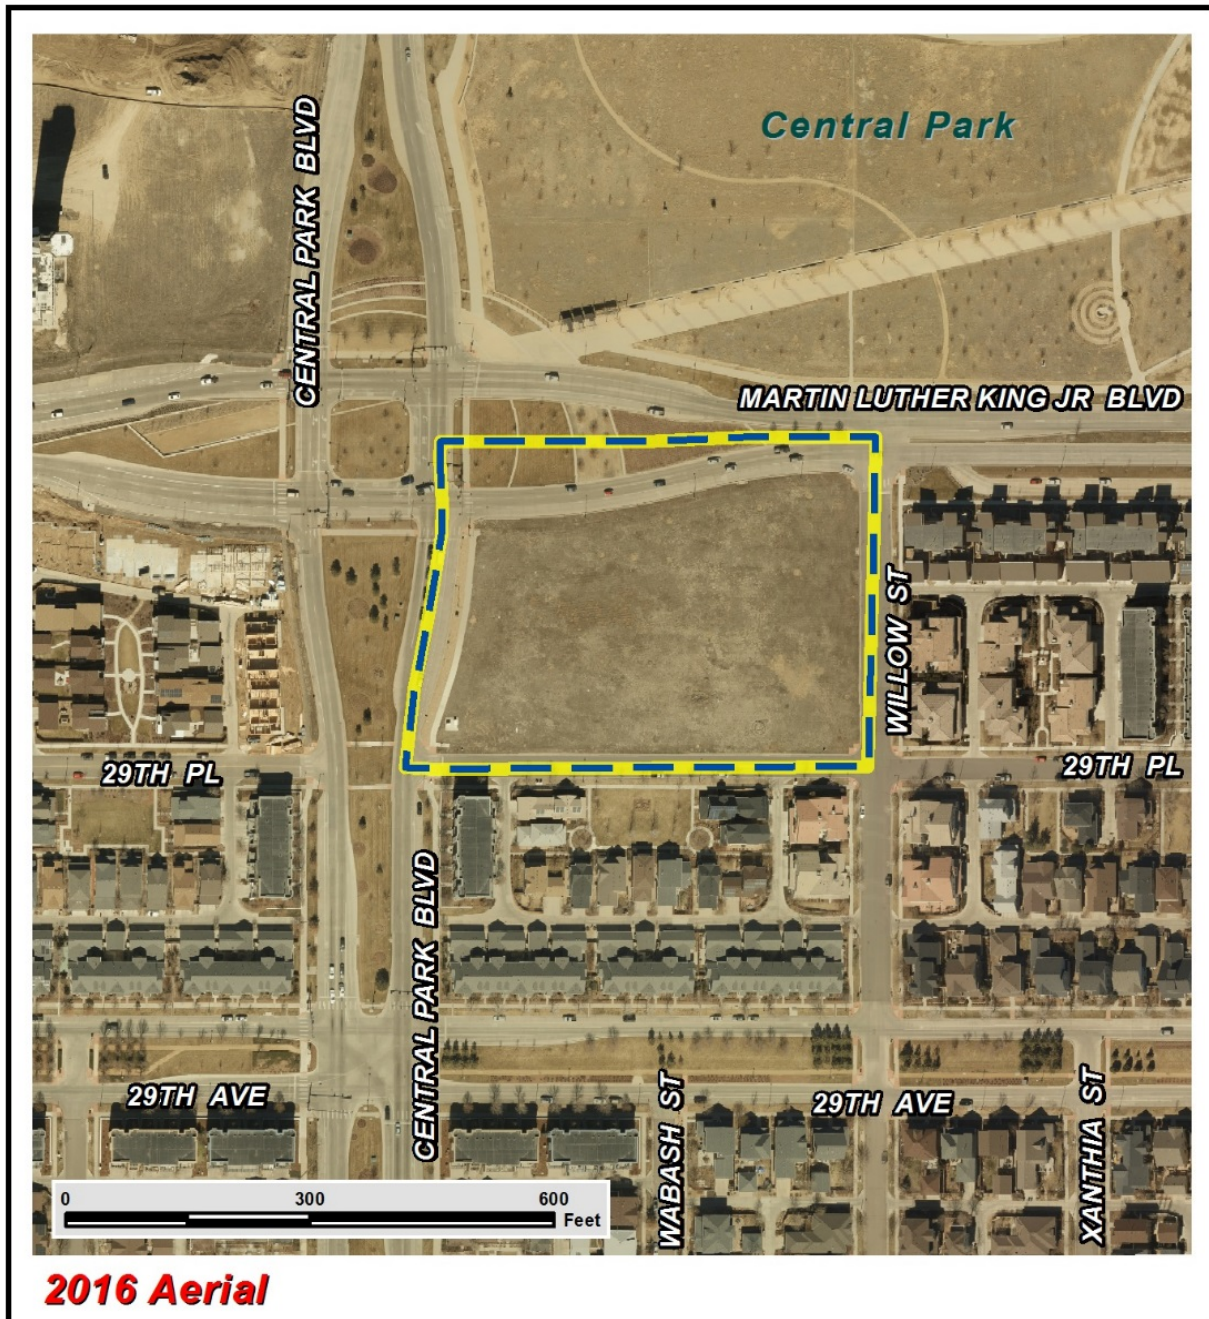 Central Park
CENTRAL PARK BLVD
MARTIN LUTHER KING JR BLVD
WILLOW ST
29TH PL
29TH PL
CENTRAL PARK BLVD
29TH AVE
WABASH ST
29TH AVE
XANTHIA ST
0 300 600
Feet
2016 Aerial